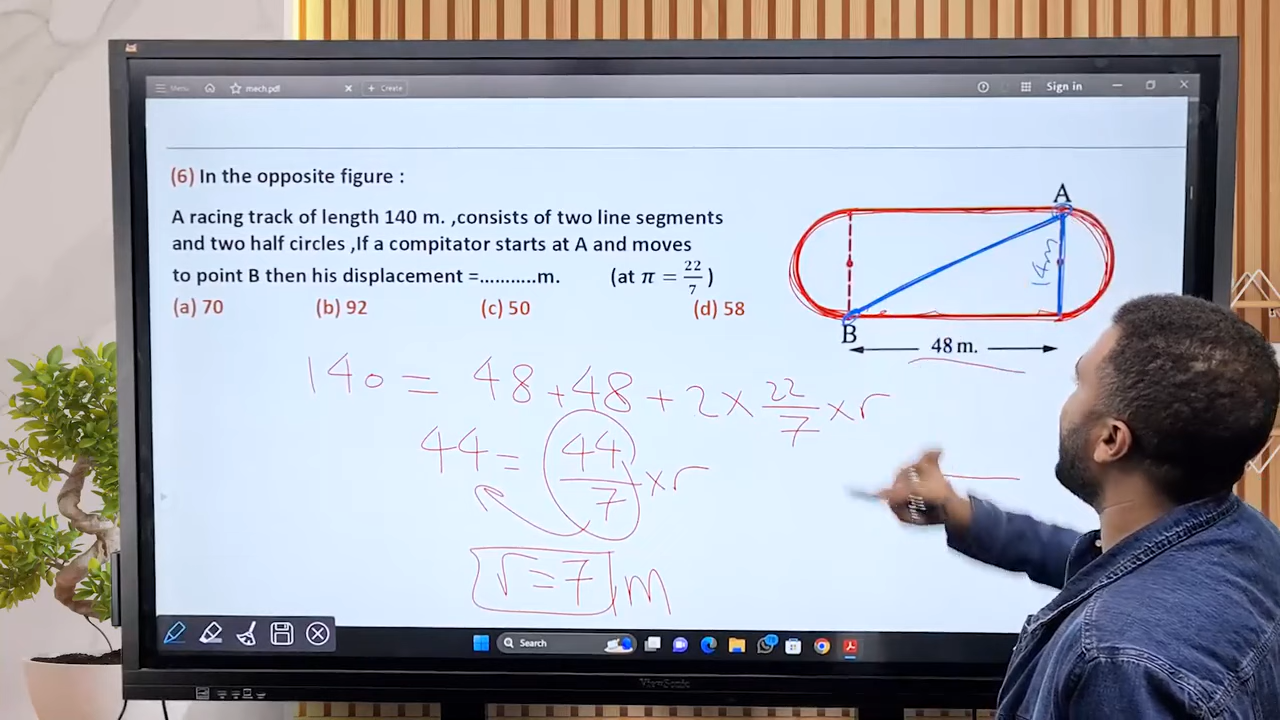 Menu
mech.pdf
+ Create
Sign in
(6) In the opposite figure :
A racing track of length 140 m. ,consists of two line segments
and two half circles ,If a compitator starts at A and moves
to point B then his displacement =...........m. (at π = 22/7 )
(a) 70 (b) 92 (c) 50 (d) 58
A
14m
B
48 m.
140 = 48 + 48 + 2 × 22/7 × r
44 = 44/7 × r
r = 7 m
Search
ViewSonic